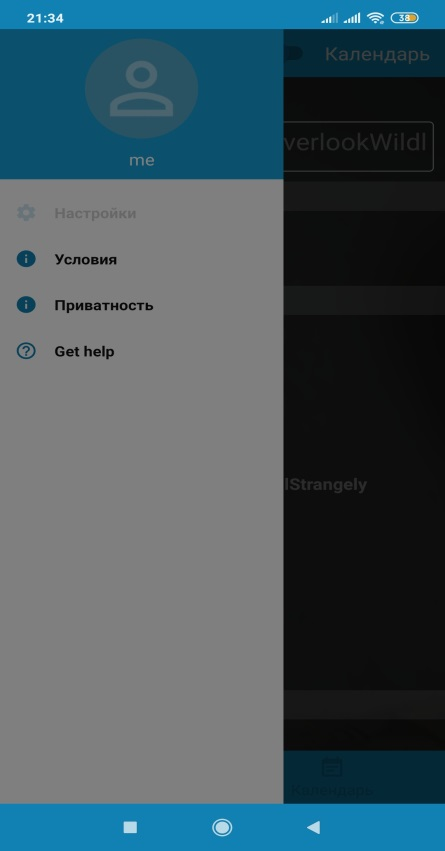 21:34
38
Календарь
me
verlookWildl
Настройки
Условия
Приватность
Get help
lStrangely
Календарь